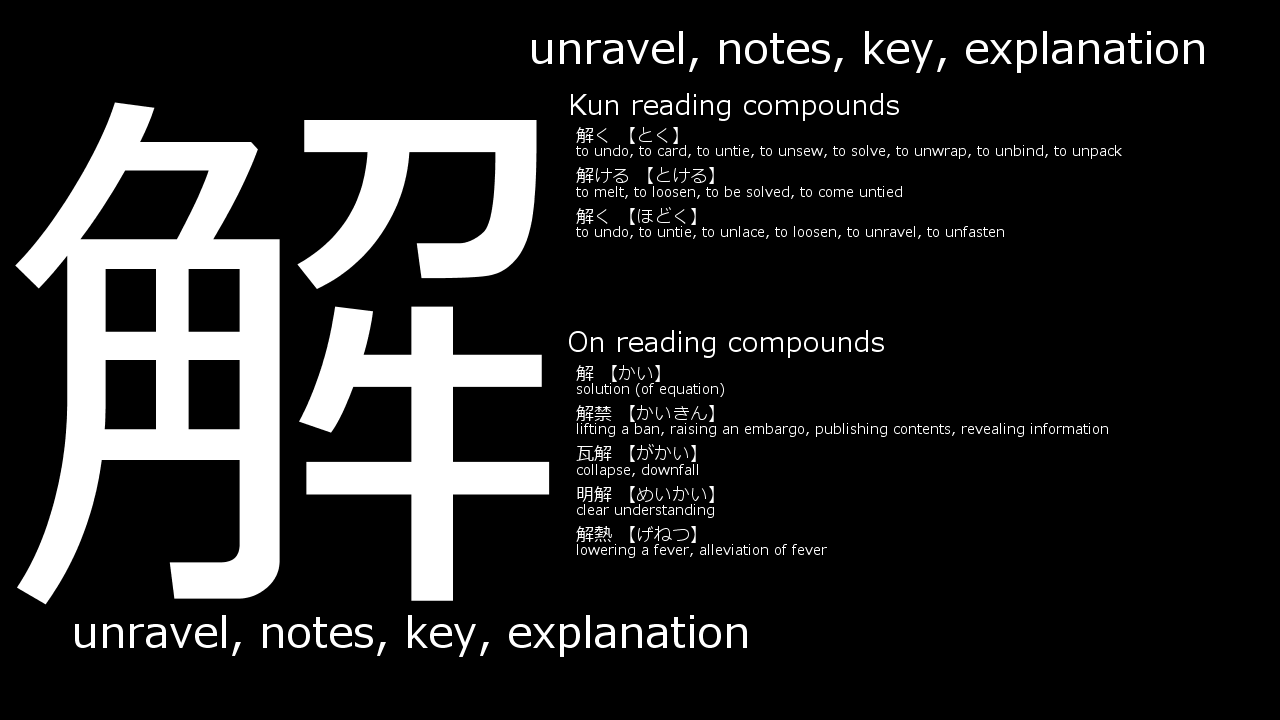 unravel, notes, key, explanation
解
Kun reading compounds
解く 【とく】
to undo, to card, to untie, to unsew, to solve, to unwrap, to unbind, to unpack
解ける 【とける】
to melt, to loosen, to be solved, to come untied
解く 【ほどく】
to undo, to untie, to unlace, to loosen, to unravel, to unfasten
On reading compounds
解 【かい】
solution (of equation)
解禁 【かいきん】
lifting a ban, raising an embargo, publishing contents, revealing information
瓦解 【がかい】
collapse, downfall
明解 【めいかい】
clear understanding
解熱 【げねつ】
lowering a fever, alleviation of fever
unravel, notes, key, explanation